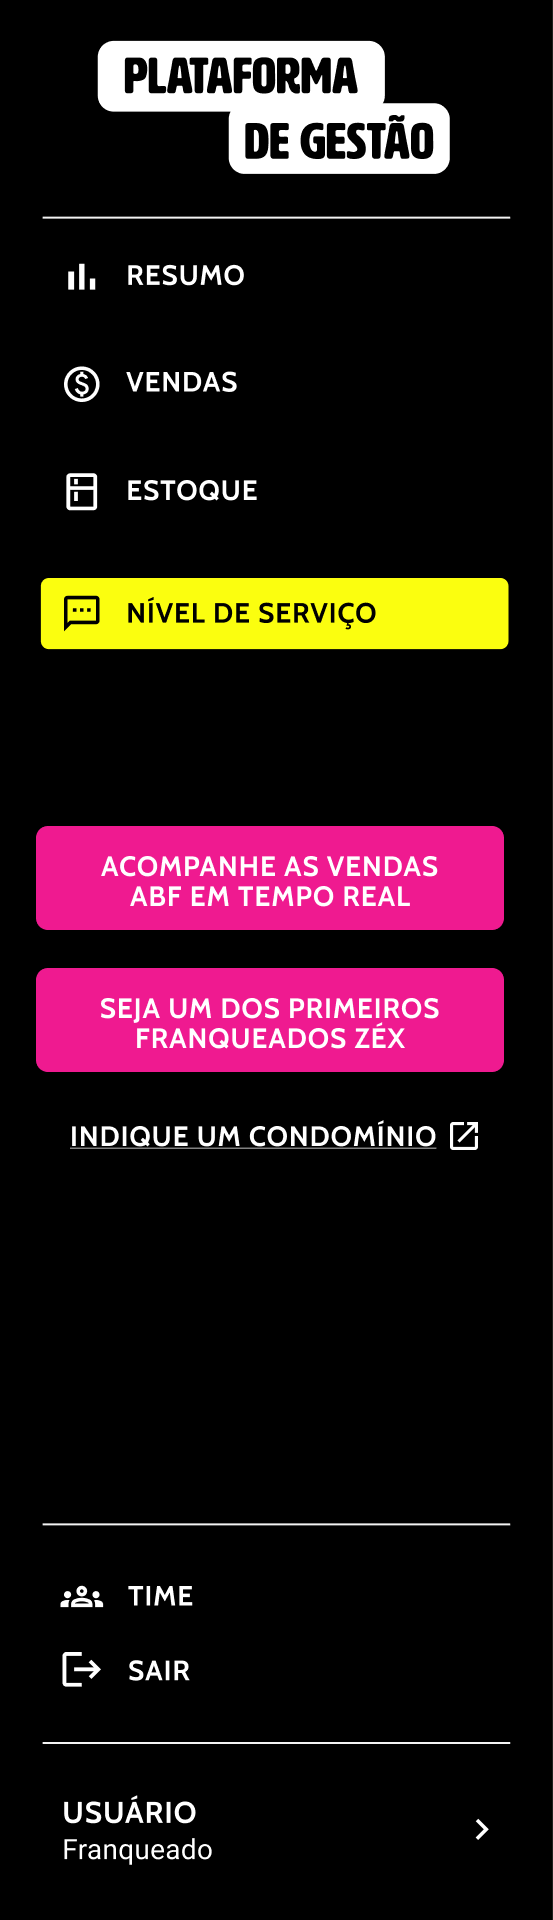 PLATAFORMA
DE GESTÃO
RESUMO
VENDAS
ESTOQUE
NÍVEL DE SERVIÇO
ACOMPANHE AS VENDAS
ABF EM TEMPO REAL
SEJA UM DOS PRIMEIROS
FRANQUEADOS ZÉX
INDIQUE UM CONDOMÍNIO
TIME
SAIR
USUÁRIO
Franqueado